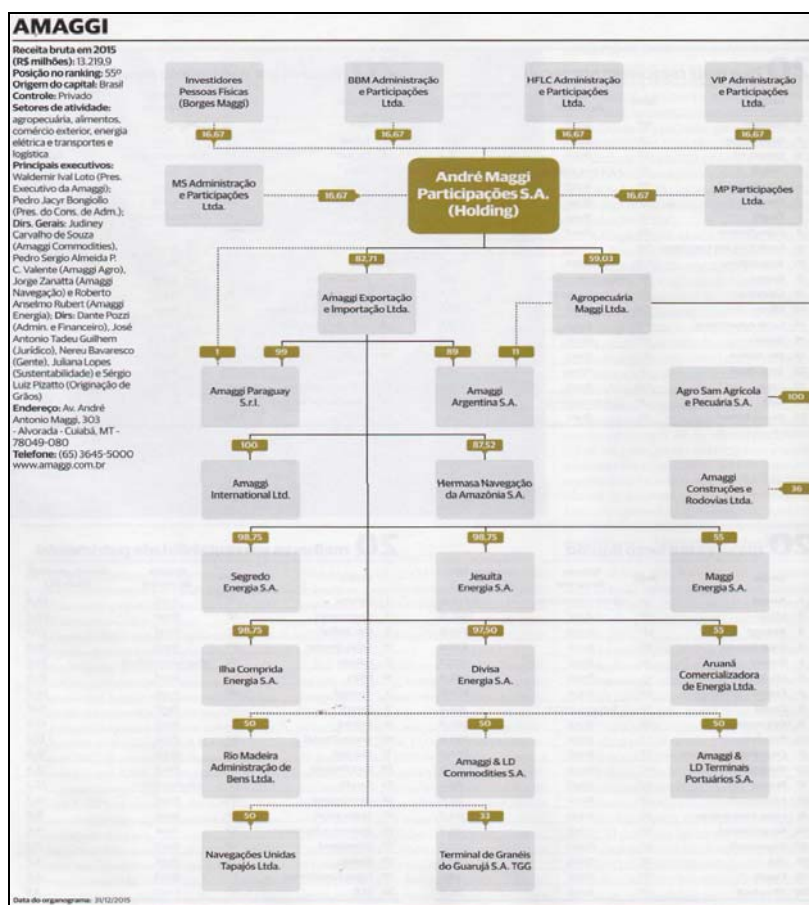 AMAGGI
Receita bruta em 2015
(R$ milhões): 13.219,9
Posição no ranking: 55º
Origem do capital: Brasil
Controle: Privado
Setores de atividade:
agropecuária, alimentos,
comércio exterior, energia
elétrica e transportes e
logística
Principais executivos:
Waldemir Ival Loto (Pres.
Executivo da Amaggi);
Pedro Jacyr Bongiollo
(Pres. do Cons. de Adm.);
Dirs. Gerais: Judiney
Carvalho de Souza
(Amaggi Commodities),
Pedro Sergio Almeida P.
C. Valente (Amaggi Agro),
Jorge Zanatta (Amaggi
Navegação) e Roberto
Anselmo Rubert (Amaggi
Energia); Dirs: Dante Pozzi
(Admin. e Financeiro), José
Antonio Tadeu Guilhem
(Jurídico), Nereu Bavaresco
(Gente), Juliana Lopes
(Sustentabilidade) e Sérgio
Luiz Pizatto (Originação de
Grãos)
Endereço: Av. André
Antonio Maggi, 303
- Alvorada - Cuiabá, MT -
78049-080
Telefone: (65) 3645-5000
www.amaggi.com.br
Investidores
Pessoas Físicas
(Borges Maggi)
16,67
BBM Administração
e Participações
Ltda.
16,67
HFLC Administração
e Participações
Ltda.
16,67
VIP Administração
e Participações
Ltda.
16,67
MS Administração
e Participações
Ltda.
16,67
André Maggi
Participações S.A.
(Holding)
16,67
MP Participações
Ltda.
82,71
Amaggi Exportação
e Importação Ltda.
59,03
Agropecuária
Maggi Ltda.
1
99
Amaggi Paraguay
S.r.l.
89
11
Amaggi
Argentina S.A.
Agro Sam Agrícola
e Pecuária S.A.
100
100
Amaggi
International Ltd.
87,52
Hermasa Navegação
da Amazônia S.A.
Amaggi
Construções e
Rodovias Ltda.
36
98,75
Segredo
Energia S.A.
98,75
Jesuíta
Energia S.A.
55
Maggi
Energia S.A.
98,75
Ilha Comprida
Energia S.A.
97,50
Divisa
Energia S.A.
55
Aruanã
Comercializadora
de Energia Ltda.
50
Rio Madeira
Administração de
Bens Ltda.
50
Amaggi & LD
Commodities S.A.
50
Amaggi &
LD Terminais
Portuários S.A.
50
Navegações Unidas
Tapajós Ltda.
33
Terminal de Granéis
do Guarujá S.A. TGG
Data do organograma: 31/12/2015